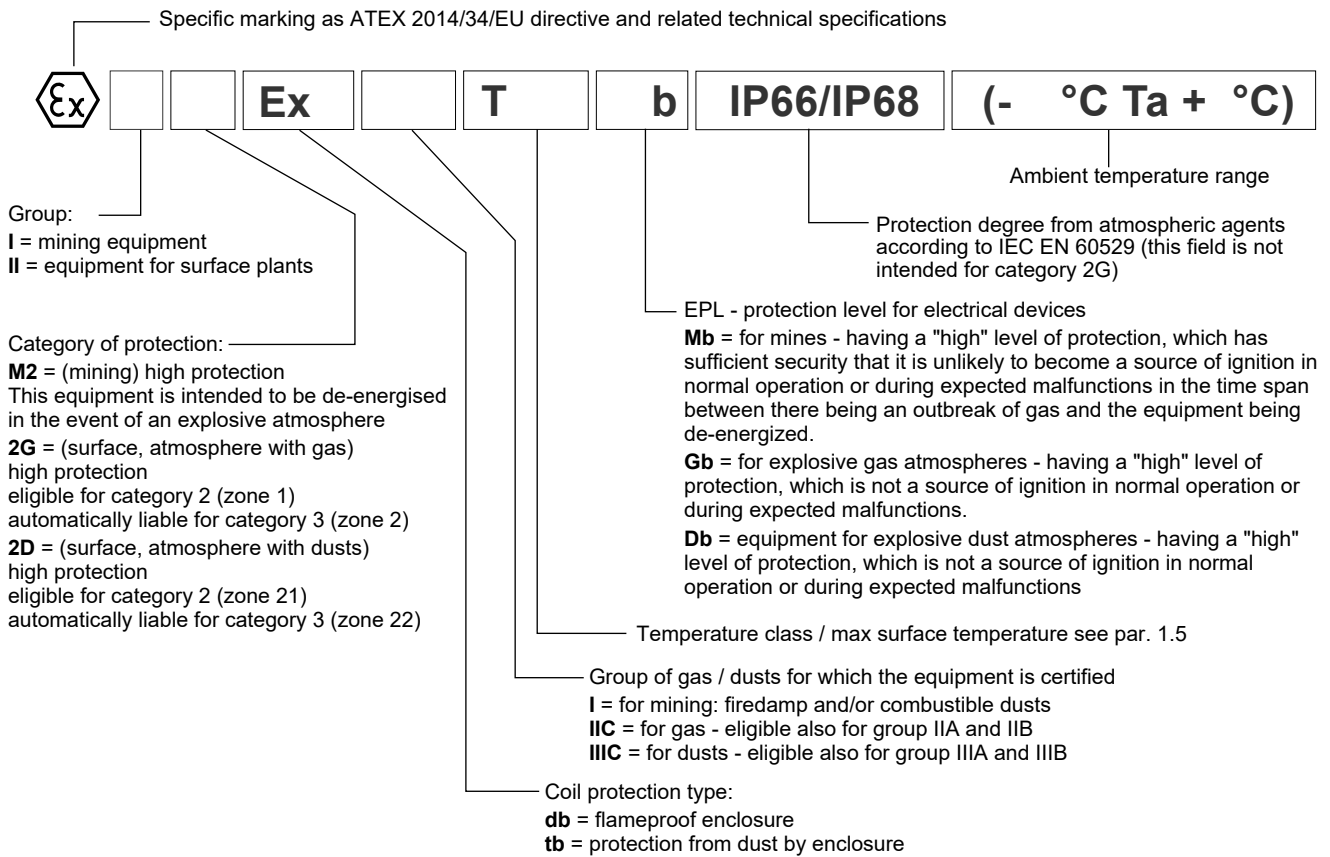 Specific marking as ATEX 2014/34/EU directive and related technical specifications
Ex Ex T b IP66/IP68 (- °C Ta + °C)
Ambient temperature range
Group:
I = mining equipment
II = equipment for surface plants
Protection degree from atmospheric agents
according to IEC EN 60529 (this field is not
intended for category 2G)
Category of protection:
M2 = (mining) high protection
This equipment is intended to be de-energised
in the event of an explosive atmosphere
2G = (surface, atmosphere with gas)
high protection
eligible for category 2 (zone 1)
automatically liable for category 3 (zone 2)
2D = (surface, atmosphere with dusts)
high protection
eligible for category 2 (zone 21)
automatically liable for category 3 (zone 22)
EPL - protection level for electrical devices
Mb = for mines - having a "high" level of protection, which has
sufficient security that it is unlikely to become a source of ignition in
normal operation or during expected malfunctions in the time span
between there being an outbreak of gas and the equipment being
de-energized.
Gb = for explosive gas atmospheres - having a "high" level of
protection, which is not a source of ignition in normal operation or
during expected malfunctions.
Db = equipment for explosive dust atmospheres - having a "high"
level of protection, which is not a source of ignition in normal
operation or during expected malfunctions
Temperature class / max surface temperature see par. 1.5
Group of gas / dusts for which the equipment is certified
I = for mining: firedamp and/or combustible dusts
IIC = for gas - eligible also for group IIA and IIB
IIIC = for dusts - eligible also for group IIIA and IIIB
Coil protection type:
db = flameproof enclosure
tb = protection from dust by enclosure